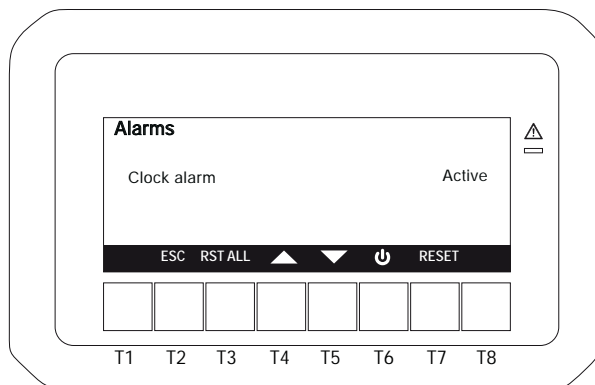 Alarms
Clock alarm Active
ESC RST ALL RESET
T1 T2 T3 T4 T5 T6 T7 T8